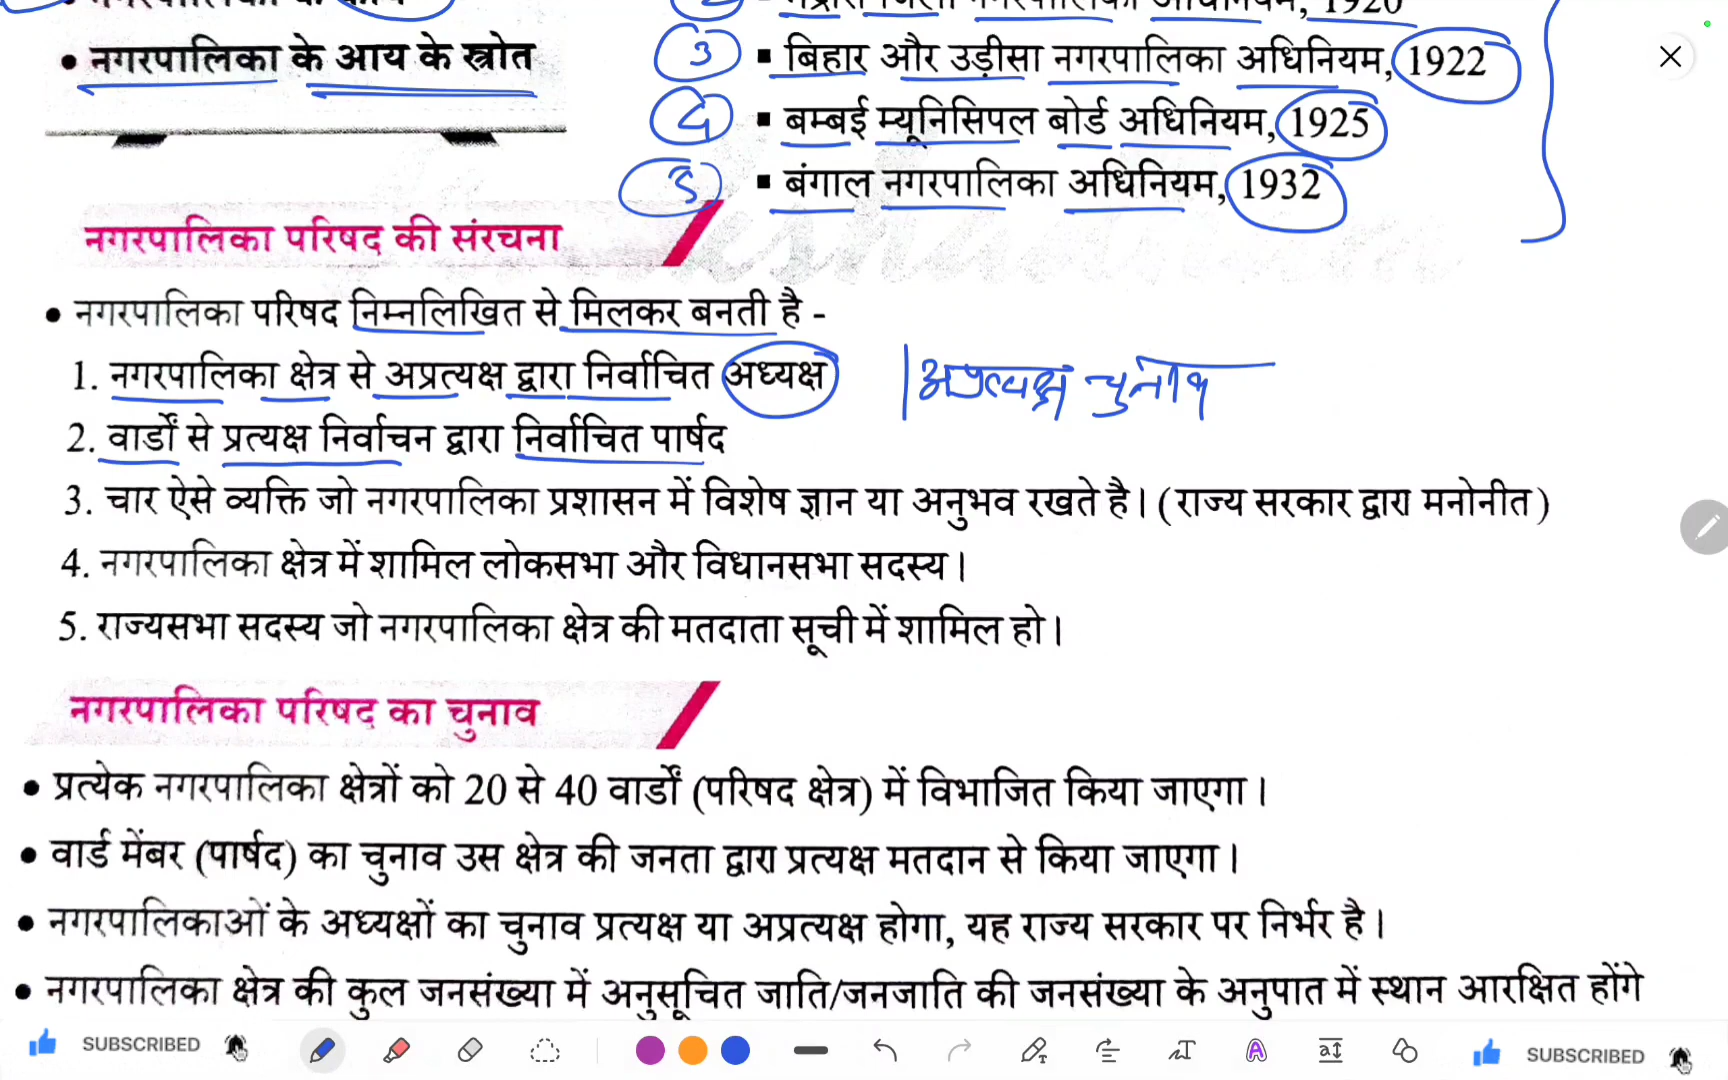 मद्रास जिला नगरपालिका अधिनियम, 1920
• नगरपालिका के आय के स्त्रोत
3 ▪ बिहार और उड़ीसा नगरपालिका अधिनियम, 1922
4 ▪ बम्बई म्यूनिसिपल बोर्ड अधिनियम, 1925
5 ▪ बंगाल नगरपालिका अधिनियम, 1932
नगरपालिका परिषद की संरचना
• नगरपालिका परिषद निम्नलिखित से मिलकर बनती है -
1. नगरपालिका क्षेत्र से अप्रत्यक्ष द्वारा निर्वाचित अध्यक्ष
अप्रत्यक्ष चुनाव
2. वार्डों से प्रत्यक्ष निर्वाचन द्वारा निर्वाचित पार्षद
3. चार ऐसे व्यक्ति जो नगरपालिका प्रशासन में विशेष ज्ञान या अनुभव रखते है। (राज्य सरकार द्वारा मनोनीत)
4. नगरपालिका क्षेत्र में शामिल लोकसभा और विधानसभा सदस्य।
5. राज्यसभा सदस्य जो नगरपालिका क्षेत्र की मतदाता सूची में शामिल हो।
नगरपालिका परिषद का चुनाव
• प्रत्येक नगरपालिका क्षेत्रों को 20 से 40 वार्डों (परिषद क्षेत्र) में विभाजित किया जाएगा।
• वार्ड मेंबर (पार्षद) का चुनाव उस क्षेत्र की जनता द्वारा प्रत्यक्ष मतदान से किया जाएगा।
• नगरपालिकाओं के अध्यक्षों का चुनाव प्रत्यक्ष या अप्रत्यक्ष होगा, यह राज्य सरकार पर निर्भर है।
• नगरपालिका क्षेत्र की कुल जनसंख्या में अनुसूचित जाति/जनजाति की जनसंख्या के अनुपात में स्थान आरक्षित होंगे
SUBSCRIBED
SUBSCRIBED